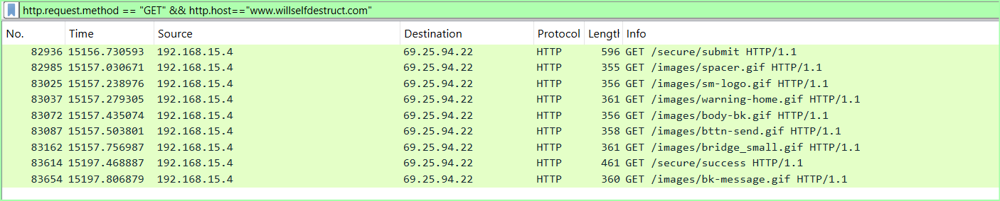 http.request.method == "GET" && http.host=="www.willselfdestruct.com"
No. Time Source Destination Protocol Length Info
82936 15156.730593 192.168.15.4 69.25.94.22 HTTP 596 GET /secure/submit HTTP/1.1
82985 15157.030671 192.168.15.4 69.25.94.22 HTTP 355 GET /images/spacer.gif HTTP/1.1
83025 15157.238976 192.168.15.4 69.25.94.22 HTTP 356 GET /images/sm-logo.gif HTTP/1.1
83037 15157.279305 192.168.15.4 69.25.94.22 HTTP 361 GET /images/warning-home.gif HTTP/1.1
83072 15157.435074 192.168.15.4 69.25.94.22 HTTP 356 GET /images/body-bk.gif HTTP/1.1
83087 15157.503801 192.168.15.4 69.25.94.22 HTTP 358 GET /images/bttn-send.gif HTTP/1.1
83162 15157.756987 192.168.15.4 69.25.94.22 HTTP 361 GET /images/bridge_small.gif HTTP/1.1
83614 15197.468887 192.168.15.4 69.25.94.22 HTTP 461 GET /secure/success HTTP/1.1
83654 15197.806879 192.168.15.4 69.25.94.22 HTTP 360 GET /images/bk-message.gif HTTP/1.1